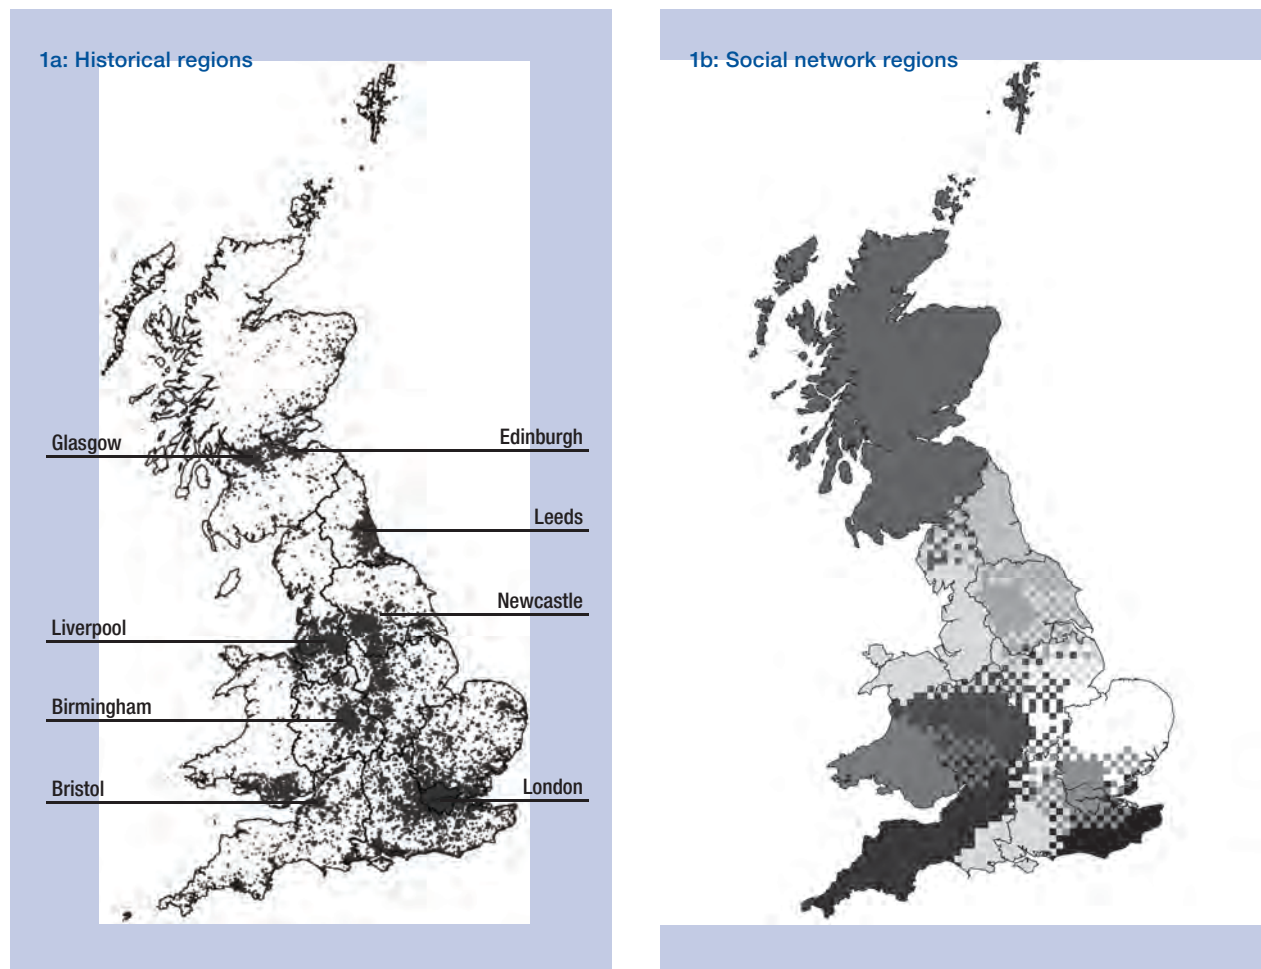 1a: Historical regions
Glasgow
Edinburgh
Leeds
Newcastle
Liverpool
Birmingham
Bristol
London
1b: Social network regions